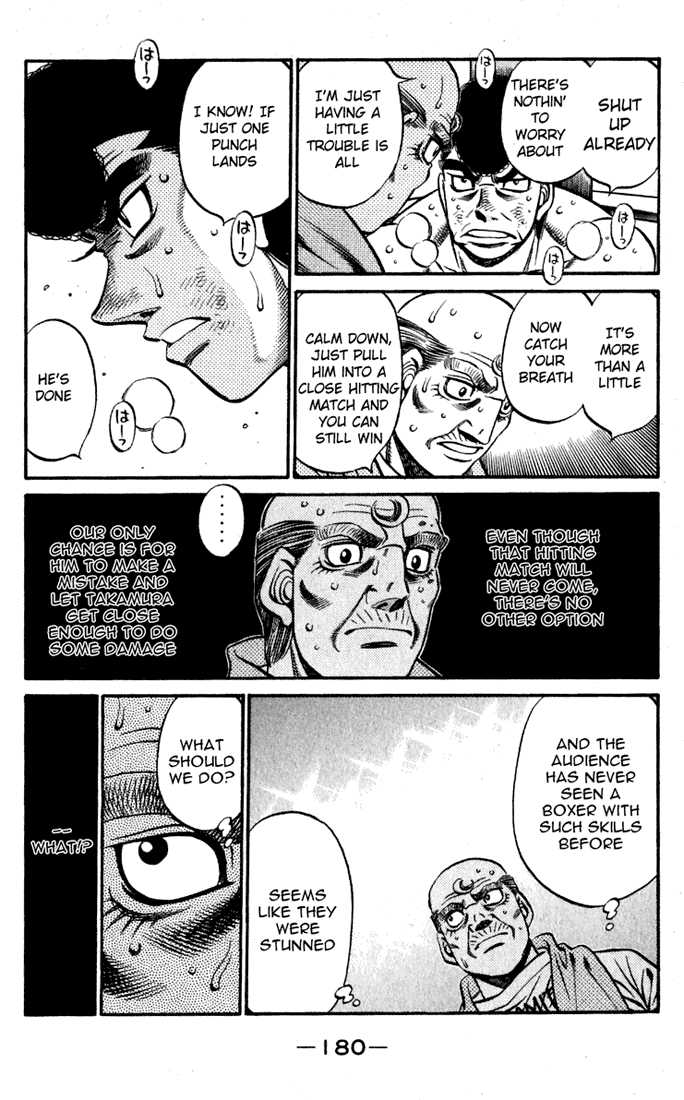 SHUT
UP
ALREADY
THERE'S
NOTHIN'
TO
WORRY
ABOUT
I'M JUST
HAVING A
LITTLE
TROUBLE IS
ALL
はーっ
はーっ
はーっ
I KNOW! IF
JUST ONE
PUNCH
LANDS
はーっ
はーっ
HE'S
DONE
はーっ
IT'S
MORE
THAN A
LITTLE
NOW
CATCH
YOUR
BREATH
CALM DOWN,
JUST PULL
HIM INTO A
CLOSE HITTING
MATCH AND
YOU CAN
STILL WIN
EVEN THOUGH
THAT HITTING
MATCH WILL
NEVER COME,
THERE'S NO
OTHER OPTION
......
OUR ONLY
CHANCE IS FOR
HIM TO MAKE A
MISTAKE AND
LET TAKAMURA
GET CLOSE
ENOUGH TO DO
SOME DAMAGE
AND THE
AUDIENCE
HAS NEVER
SEEN A
BOXER WITH
SUCH SKILLS
BEFORE
SEEMS
LIKE THEY
WERE
STUNNED
WHAT
SHOULD
WE DO?
~~
WHAT!?
—180—